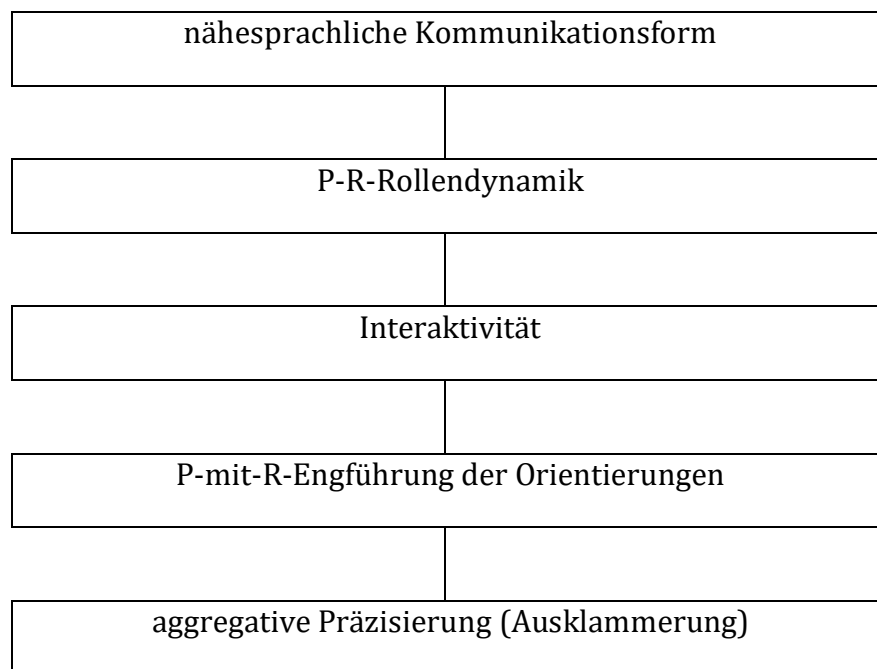 nähesprachliche Kommunikationsform
P-R-Rollendynamik
Interaktivität
P-mit-R-Engführung der Orientierungen
aggregative Präzisierung (Ausklammerung)